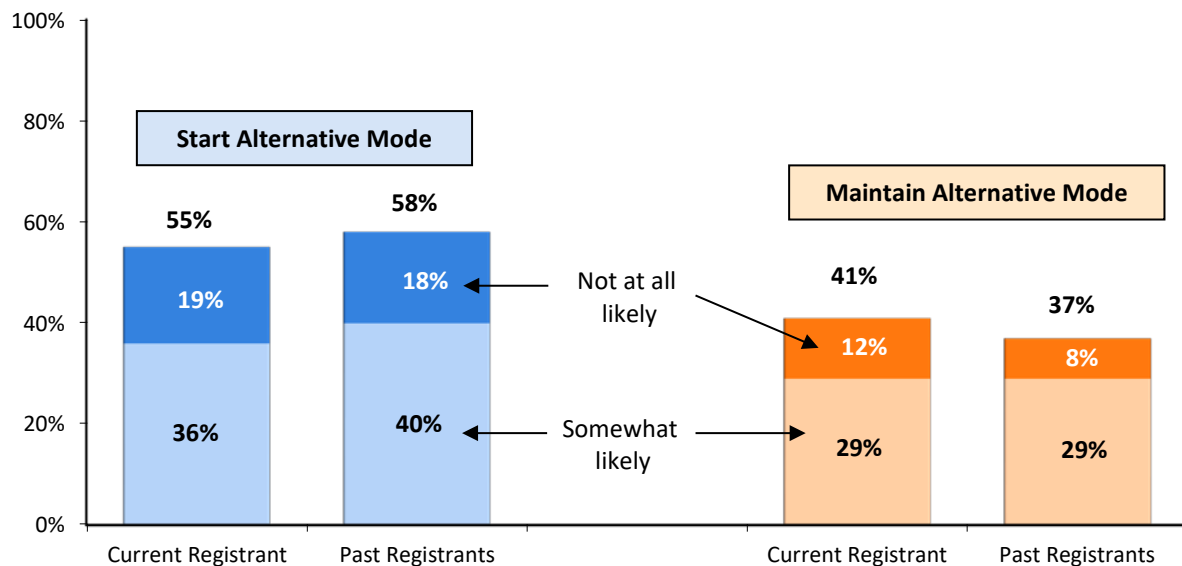 100%
80%
60%
40%
20%
0%
Start Alternative Mode
55%
58%
19%
18%
36%
40%
Not at all
likely
Somewhat
likely
Maintain Alternative Mode
41%
37%
12%
8%
29%
29%
Current Registrant
Past Registrants
Current Registrant
Past Registrants